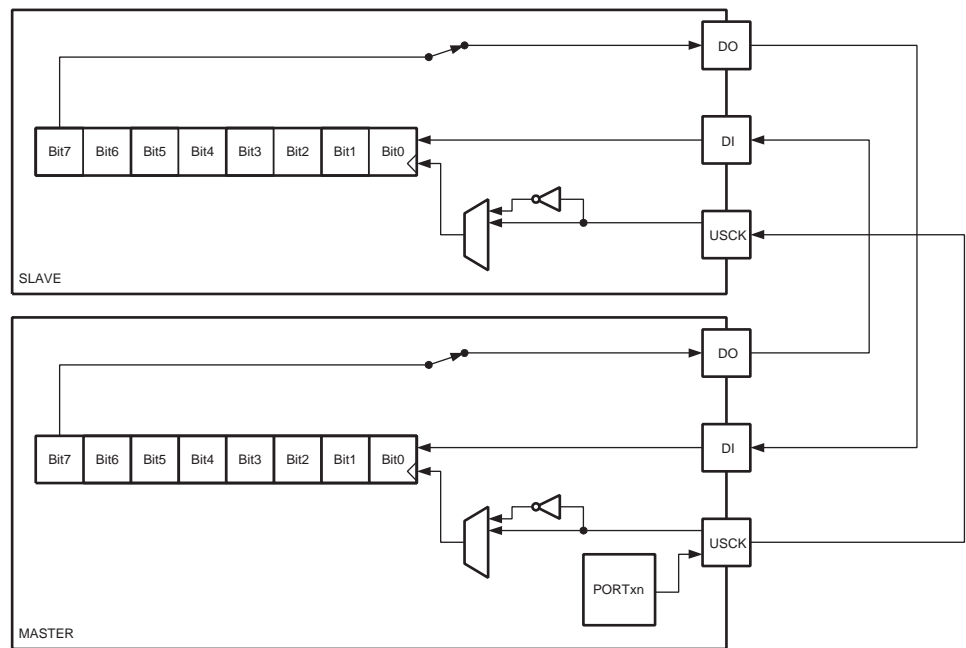 DO
Bit7 Bit6 Bit5 Bit4 Bit3 Bit2 Bit1 Bit0
DI
USCK
SLAVE
DO
Bit7 Bit6 Bit5 Bit4 Bit3 Bit2 Bit1 Bit0
DI
USCK
PORTxn
MASTER